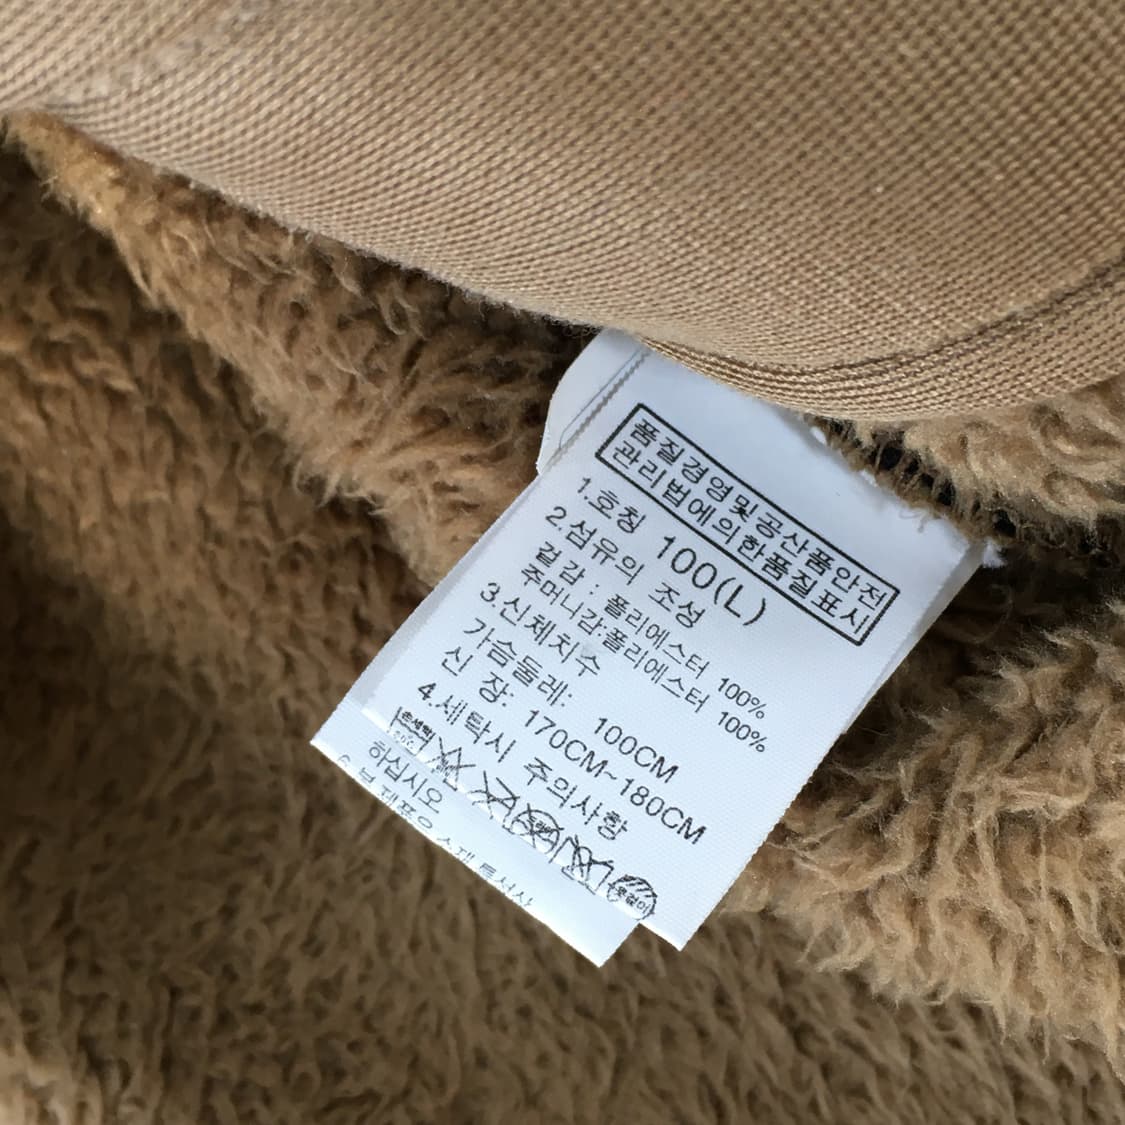 품질경영및공산품안전
관리법에의한품질표시
1.호칭 100(L)
2.섬유의 조성
겉감 : 폴리에스터 100%
주머니감:폴리에스터 100%
3.신체치수
가슴둘레: 100CM
신 장: 170CM~180CM
4.세탁시 주의사항
손세탁
하십시오